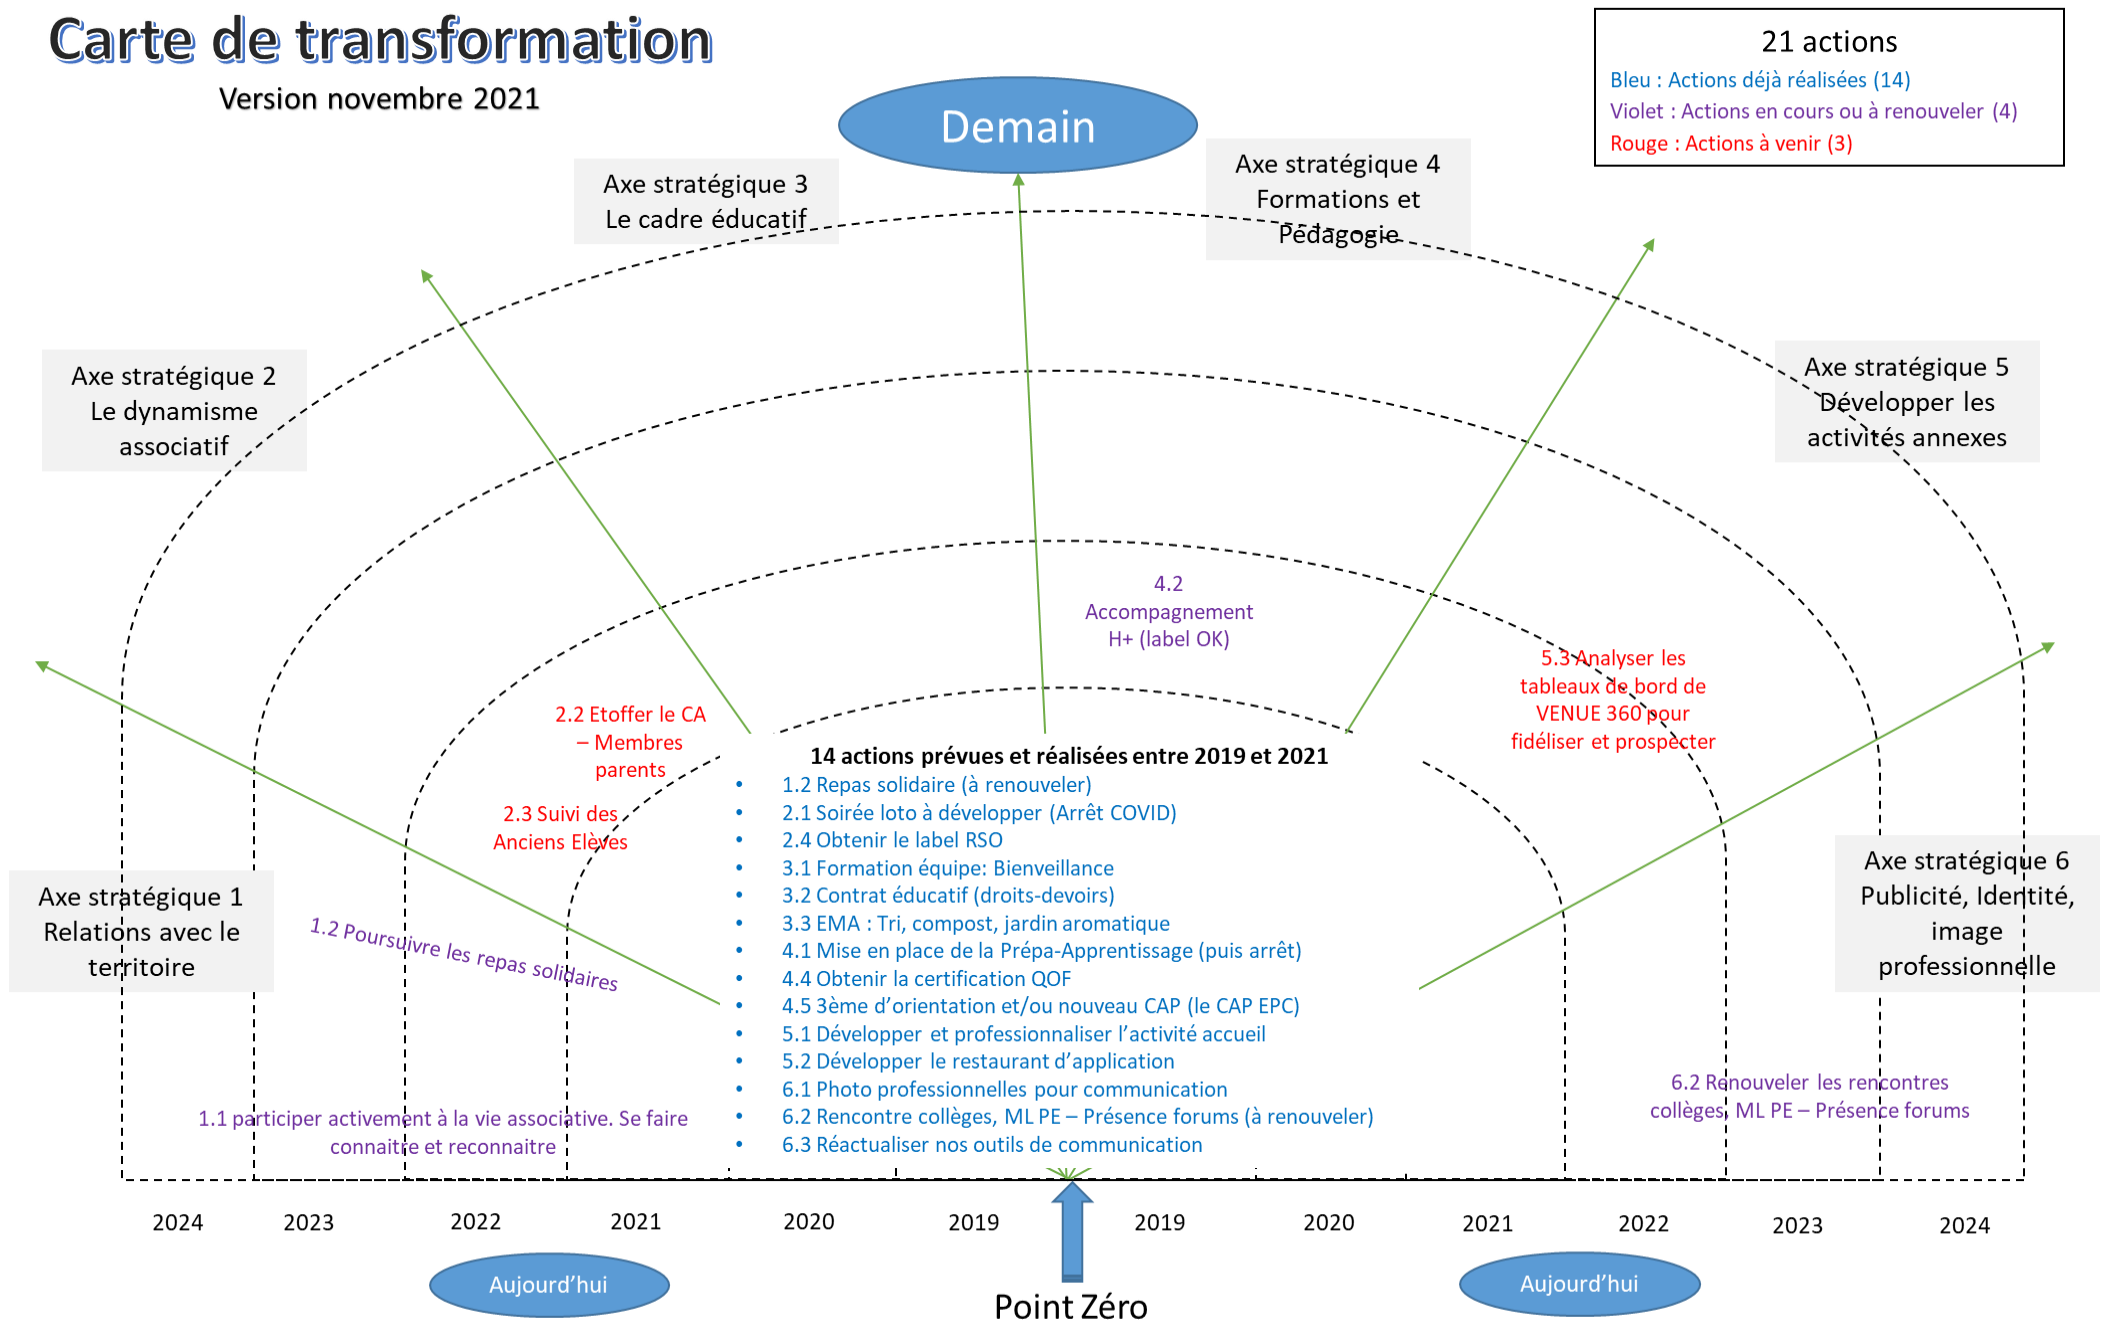 Carte de transformation
Version novembre 2021
21 actions
Bleu : Actions déjà réalisées (14)
Violet : Actions en cours ou à renouveler (4)
Rouge : Actions à venir (3)
Demain
Axe stratégique 3
Le cadre éducatif
Axe stratégique 4
Formations et
Pédagogie
Axe stratégique 2
Le dynamisme
associatif
Axe stratégique 5
Développer les
activités annexes
4.2
Accompagnement
H+ (label OK)
5.3 Analyser les
tableaux de bord de
VENUE 360 pour
fidéliser et prospecter
2.2 Etoffer le CA
– Membres
parents
2.3 Suivi des
Anciens Elèves
Axe stratégique 1
Relations avec le
territoire
1.2 Poursuivre les repas solidaires
1.1 participer activement à la vie associative. Se faire
connaitre et reconnaitre
14 actions prévues et réalisées entre 2019 et 2021
• 1.2 Repas solidaire (à renouveler)
• 2.1 Soirée loto à développer (Arrêt COVID)
• 2.4 Obtenir le label RSO
• 3.1 Formation équipe: Bienveillance
• 3.2 Contrat éducatif (droits-devoirs)
• 3.3 EMA : Tri, compost, jardin aromatique
• 4.1 Mise en place de la Prépa-Apprentissage (puis arrêt)
• 4.4 Obtenir la certification QOF
• 4.5 3ème d’orientation et/ou nouveau CAP (le CAP EPC)
• 5.1 Développer et professionnaliser l’activité accueil
• 5.2 Développer le restaurant d’application
• 6.1 Photo professionnelles pour communication
• 6.2 Rencontre collèges, ML PE – Présence forums (à renouveler)
• 6.3 Réactualiser nos outils de communication
Axe stratégique 6
Publicité, Identité,
image
professionnelle
6.2 Renouveler les rencontres
collèges, ML PE – Présence forums
2024 2023 2022 2021 2020 2019 2019 2020 2021 2022 2023 2024
Aujourd’hui
Aujourd’hui
Point Zéro